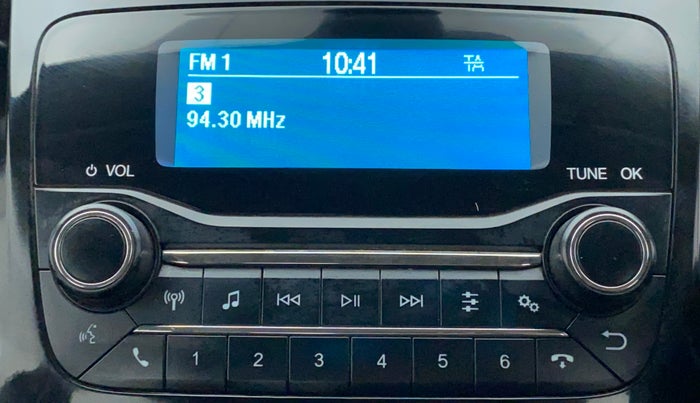 FM 1 10:41 TA
3
94.30 MHz
VOL TUNE OK
1 2 3 4 5 6